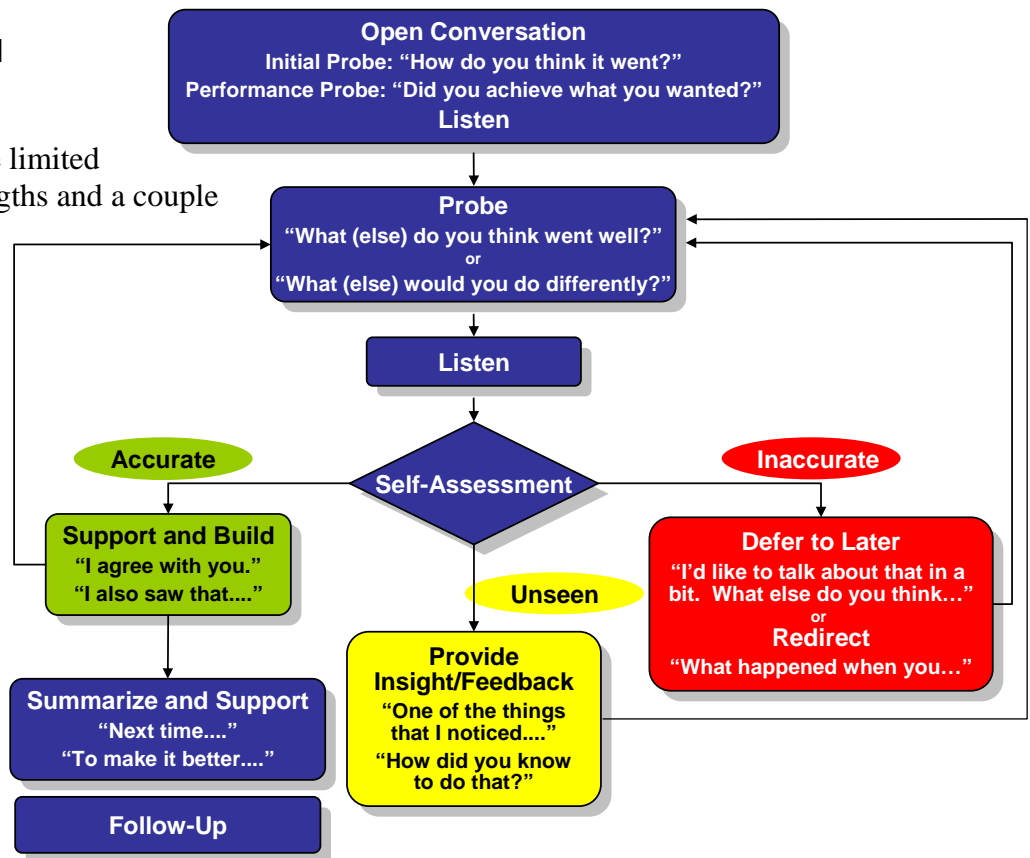 Open Conversation
Initial Probe: “How do you think it went?”
Performance Probe: “Did you achieve what you wanted?”
Listen
limited
gths and a couple
Probe
“What (else) do you think went well?”
or
“What (else) would you do differently?”
Listen
Self-Assessment
Accurate
Support and Build
“I agree with you.”
“I also saw that....”
Summarize and Support
“Next time....”
“To make it better....”
Follow-Up
Unseen
Provide
Insight/Feedback
“One of the things
that I noticed....”
“How did you know
to do that?”
Inaccurate
Defer to Later
“I’d like to talk about that in a
bit.  What else do you think…”
or
Redirect
“What happened when you…”